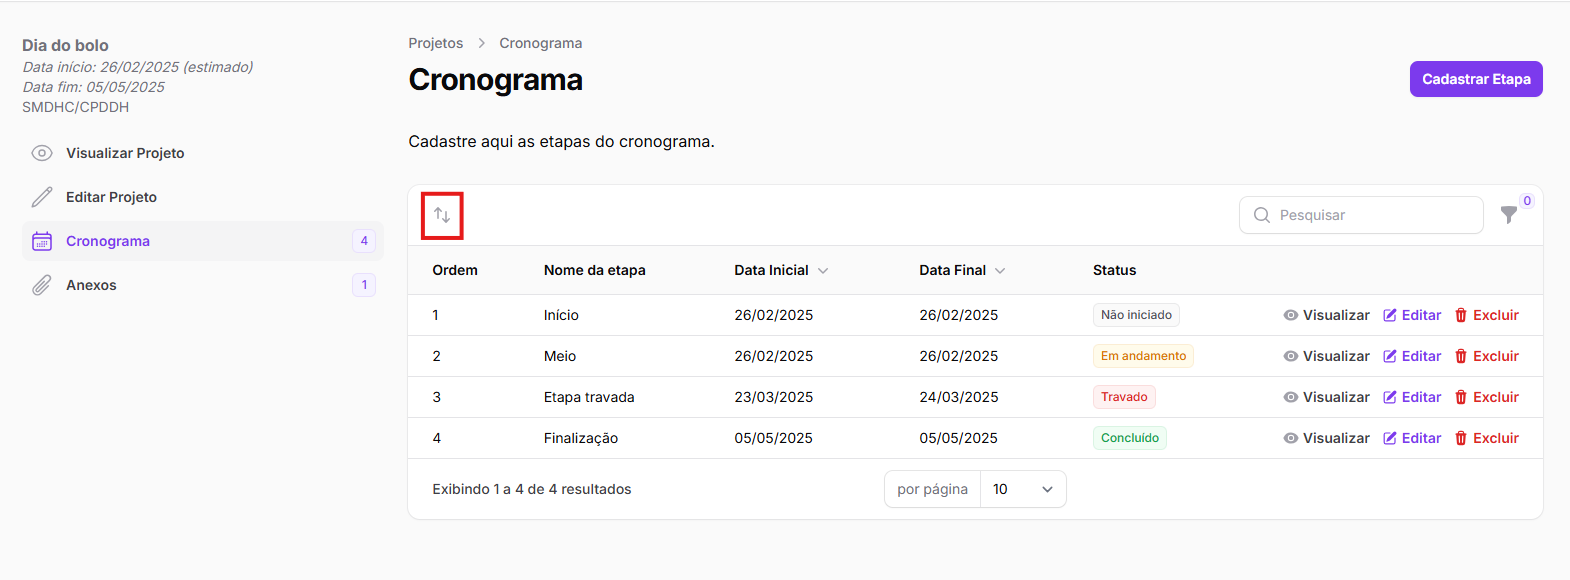 Dia do bolo
Data início: 26/02/2025 (estimado)
Data fim: 05/05/2025
SMDHC/CPDDH
Visualizar Projeto
Editar Projeto
Cronograma 4
Anexos 1
Projetos > Cronograma
Cronograma
Cadastrar Etapa
Cadastre aqui as etapas do cronograma.
Pesquisar 0
Ordem Nome da etapa Data Inicial Data Final Status
1 Início 26/02/2025 26/02/2025 Não iniciado Visualizar Editar Excluir
2 Meio 26/02/2025 26/02/2025 Em andamento Visualizar Editar Excluir
3 Etapa travada 23/03/2025 24/03/2025 Travado Visualizar Editar Excluir
4 Finalização 05/05/2025 05/05/2025 Concluído Visualizar Editar Excluir
Exibindo 1 a 4 de 4 resultados por página 10